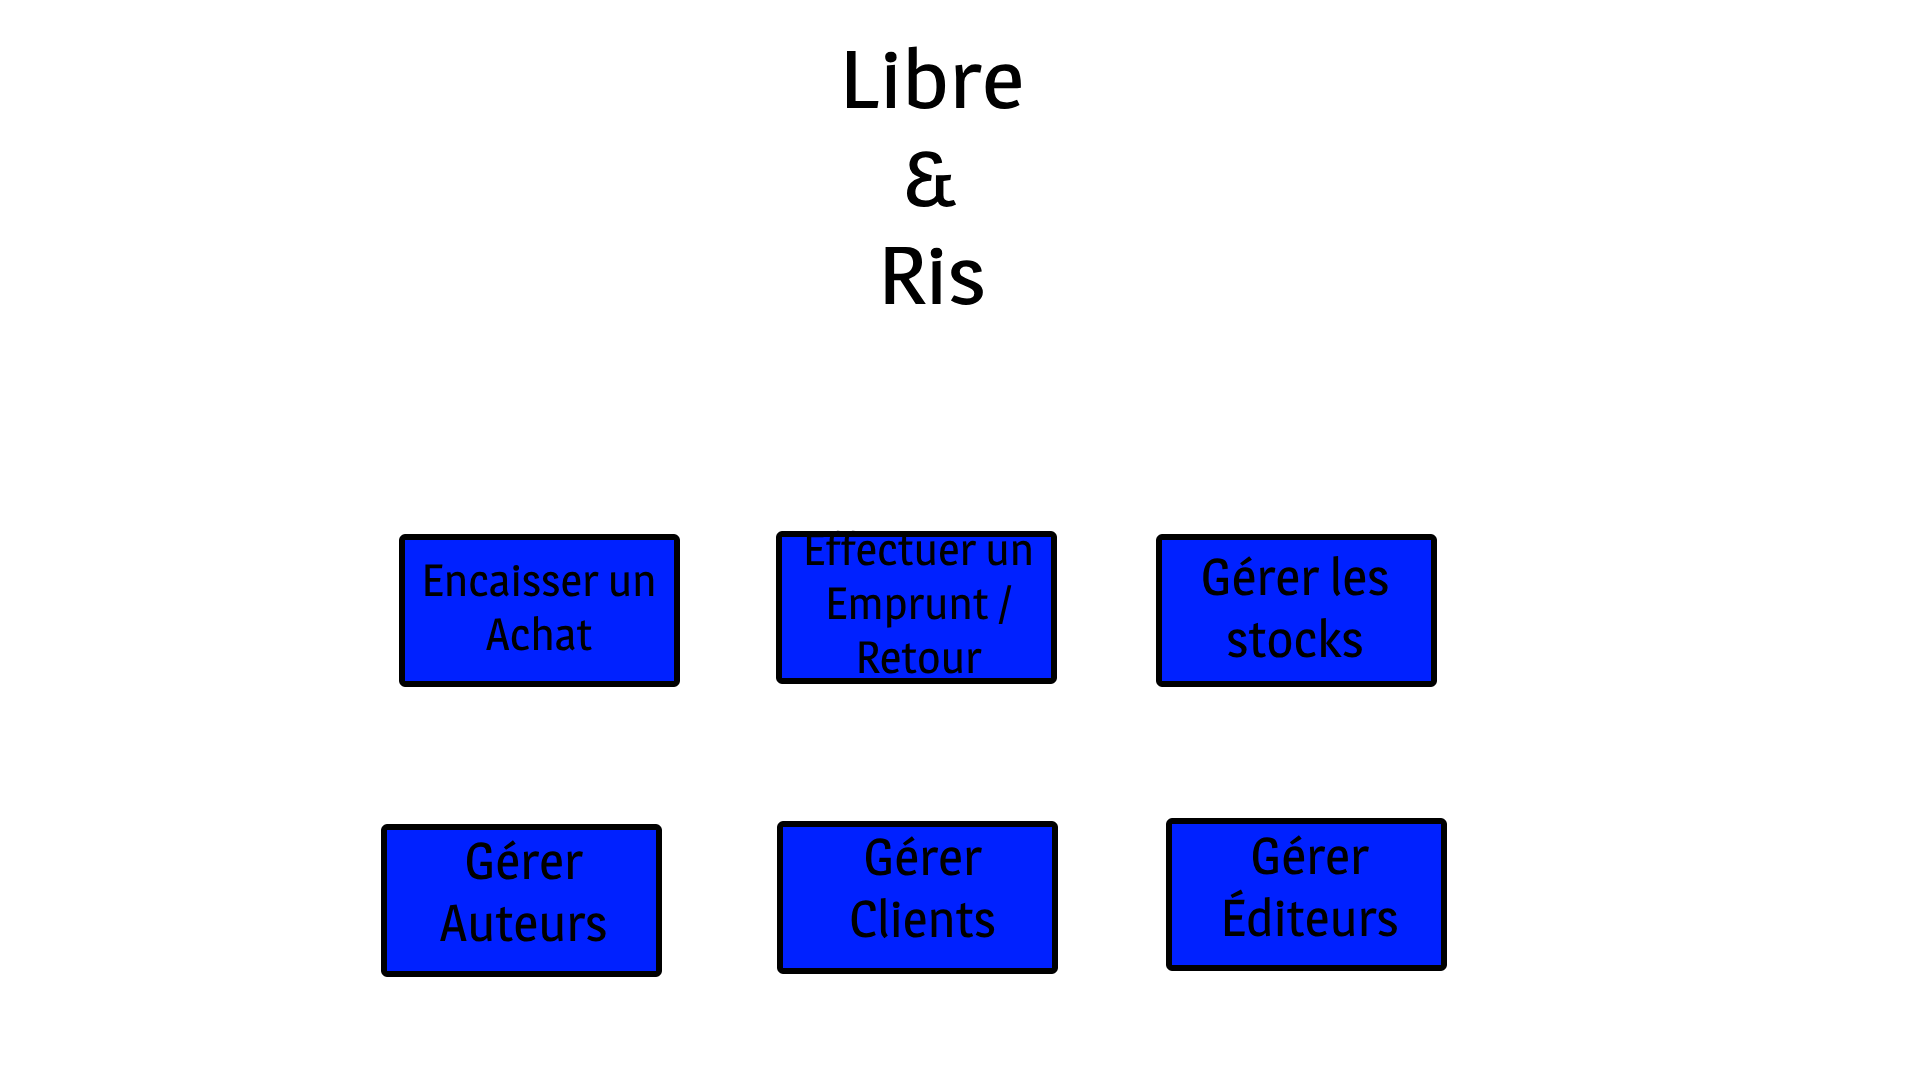 Libre
&
Ris
Encaisser un
Achat
Effectuer un
Emprunt /
Retour
Gérer les
stocks
Gérer
Auteurs
Gérer
Clients
Gérer
Éditeurs